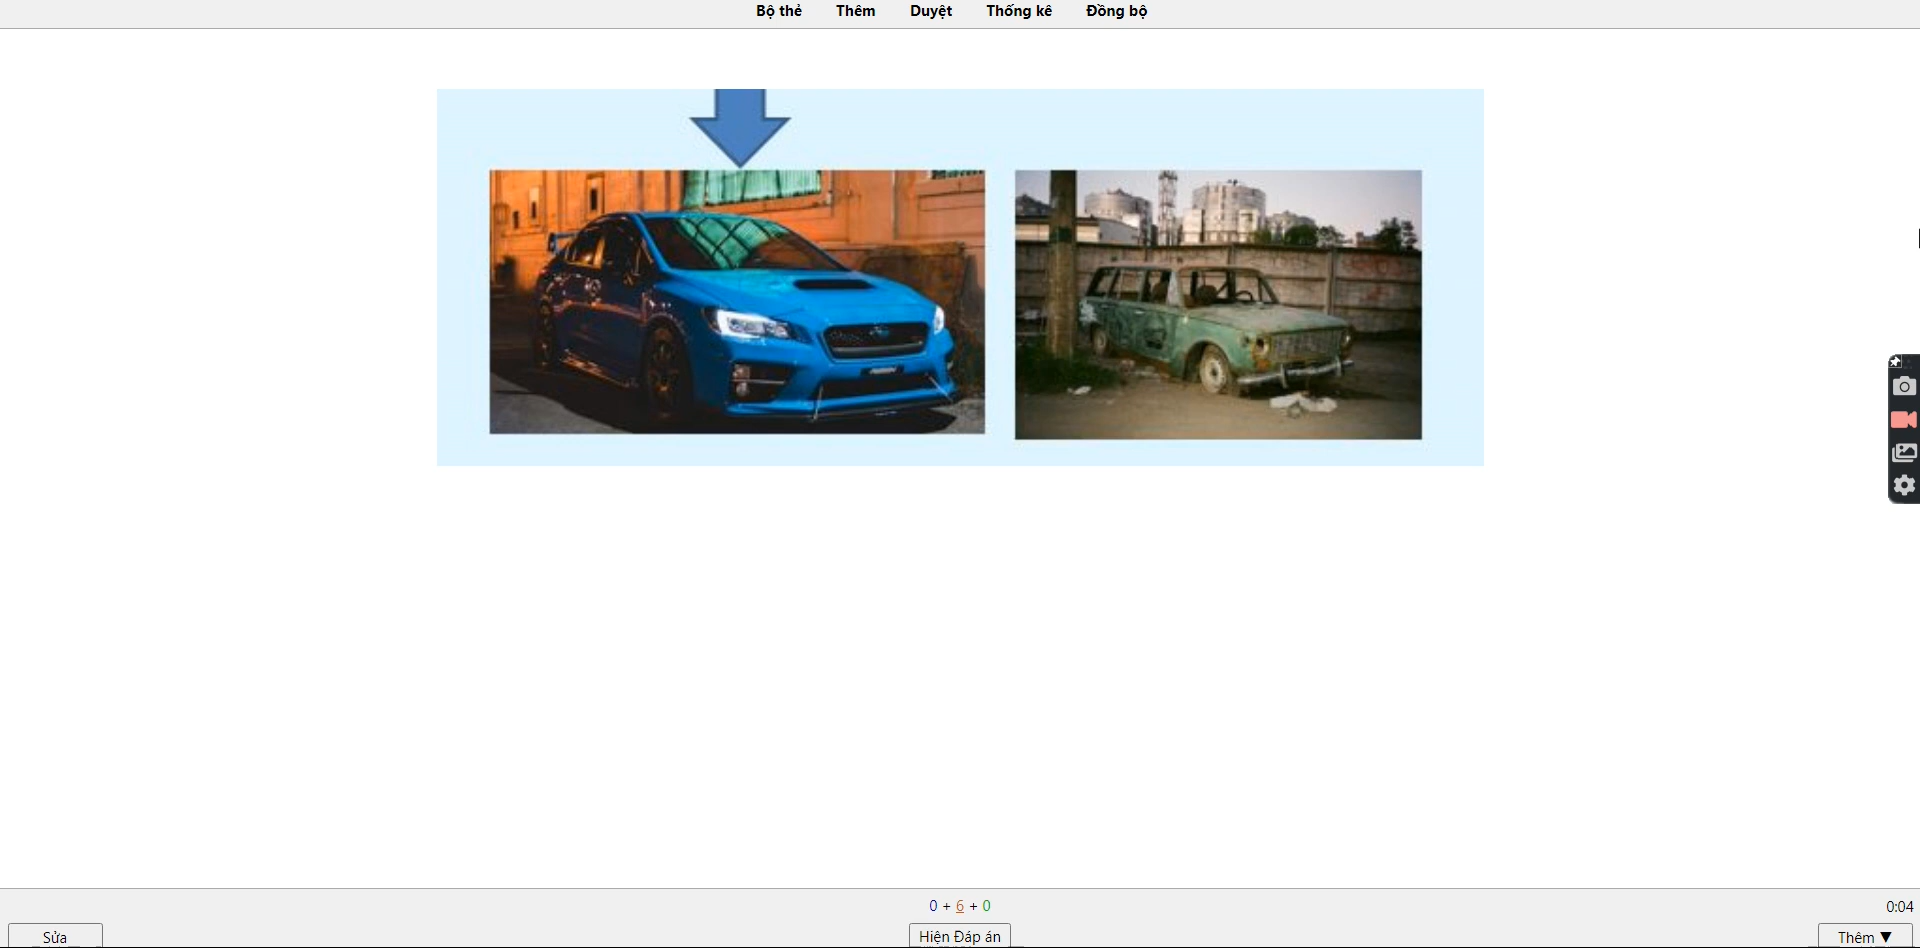 Bộ thẻ Thêm Duyệt Thống kê Đồng bộ
0 + 6 + 0
0:04
Sửa Hiện Đáp án Thêm ▼